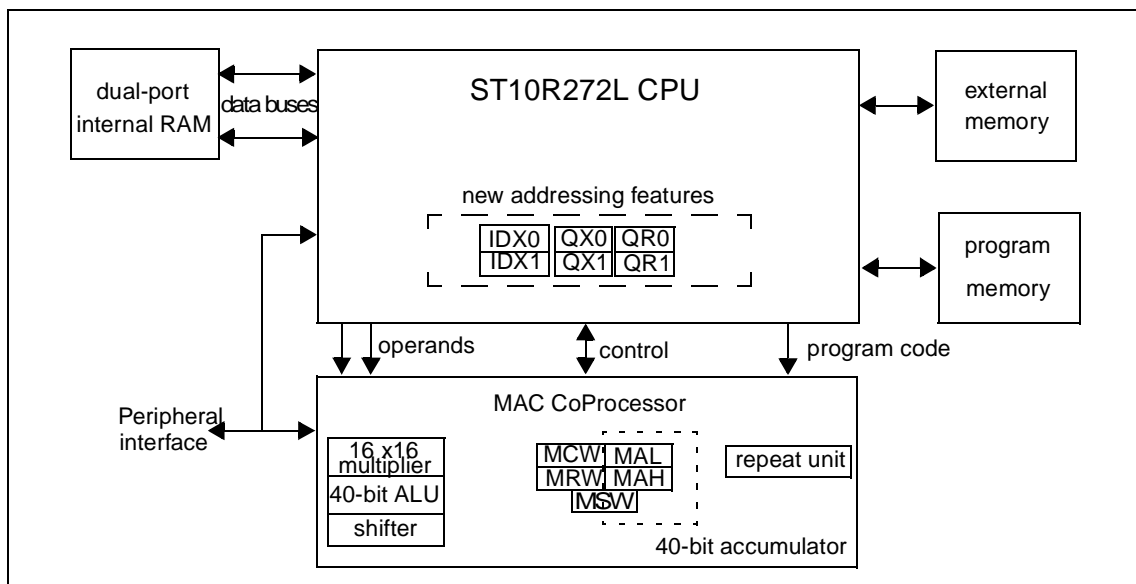 dual-port
internal RAM
data buses
ST10R272L CPU
external
memory
new addressing features
IDX0 QX0 QR0
IDX1 QX1 QR1
program
memory
operands
control
program code
MAC CoProcessor
Peripheral
interface
16 x16
multiplier
40-bit ALU
shifter
MCW MAL
MRW MAH
MSW
repeat unit
40-bit accumulator